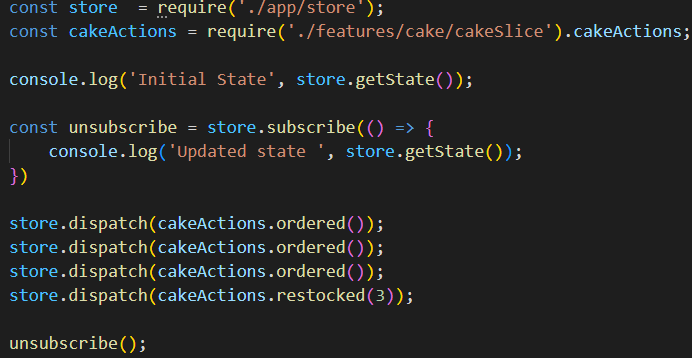 const store  = require('./app/store');
const cakeActions = require('./features/cake/cakeSlice').cakeActions;
console.log('Initial State', store.getState());
const unsubscribe = store.subscribe(() => {
    console.log('Updated state ', store.getState());
})
store.dispatch(cakeActions.ordered());
store.dispatch(cakeActions.ordered());
store.dispatch(cakeActions.ordered());
store.dispatch(cakeActions.restocked(3));
unsubscribe();